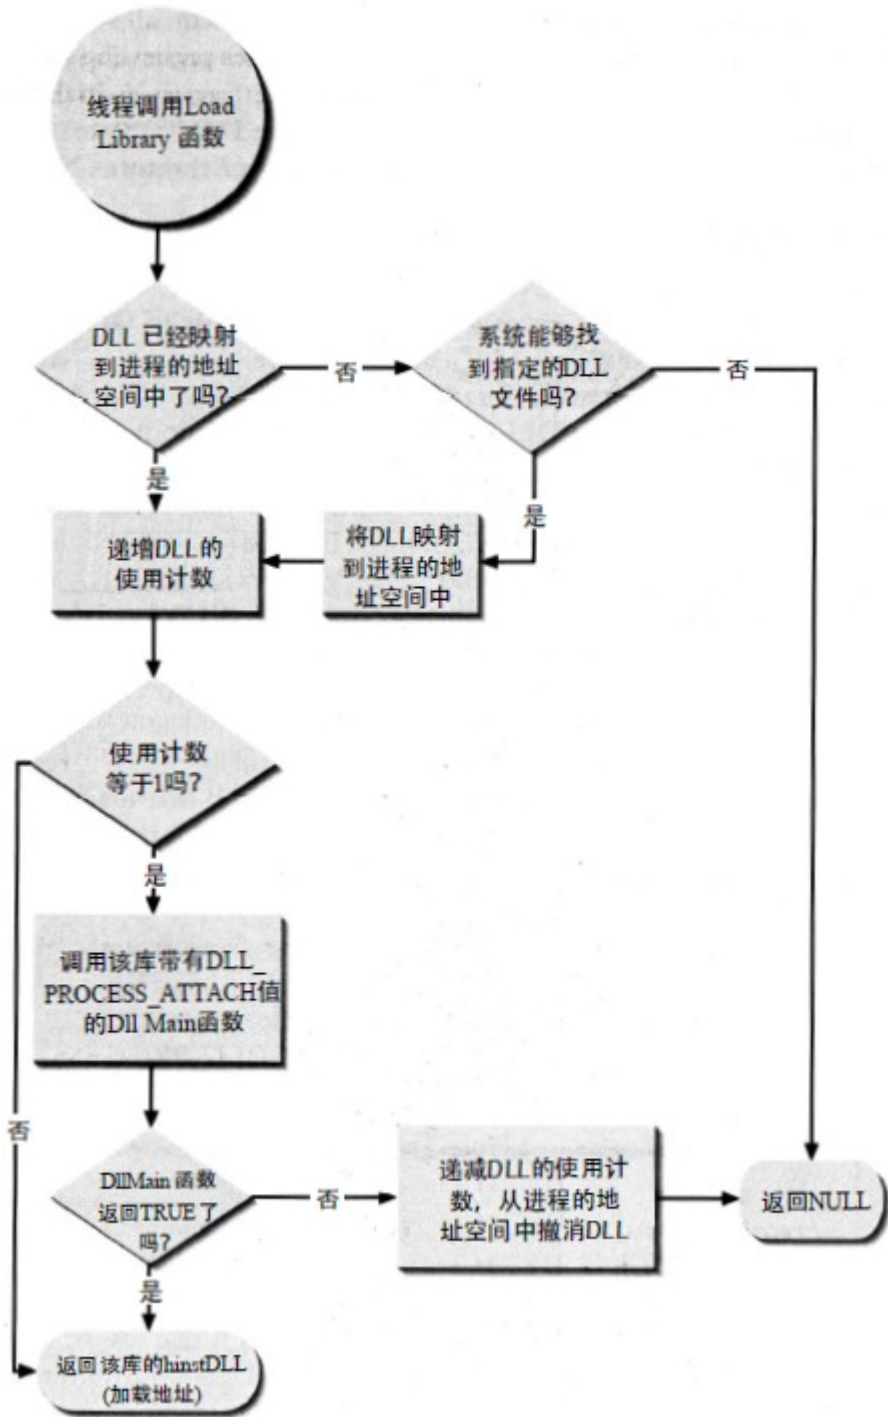 线程调用Load
Library 函数
DLL 已经映射
到进程的地址
空间中了吗?
否
系统能够找
到指定的DLL
文件吗?
否
是
是
递增DLL的
使用计数
将DLL映射
到进程的地
址空间中
使用计数
等于1吗?
是
调用该库带有DLL_
PROCESS_ATTACH值
的Dll Main函数
否
DllMain 函数
返回TRUE了
吗?
否
递减DLL的使用计
数，从进程的地
址空间中撤消DLL
返回NULL
是
返回该库的hinstDLL
(加载地址)